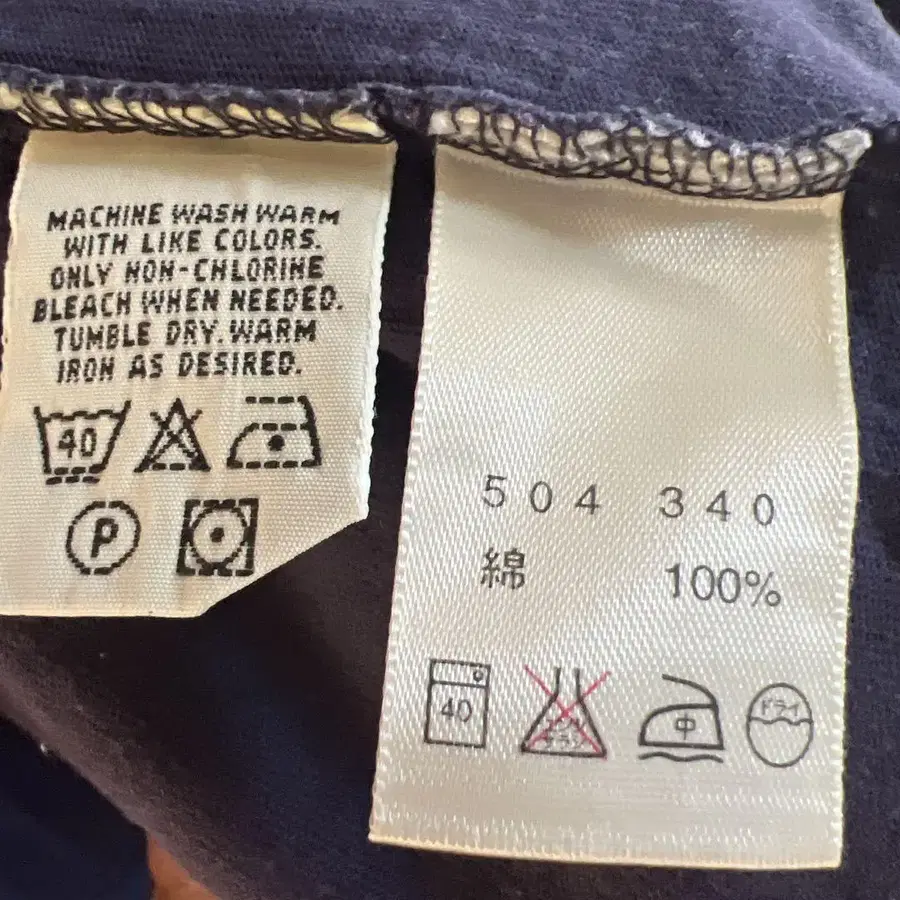 MACHINE WASH WARM
WITH LIKE COLORS.
ONLY NON-CHLORINE
BLEACH WHEN NEEDED.
TUMBLE DRY. WARM
IRON AS DESIRED.
40
P
504 340
綿 100%
40
中
ドライ